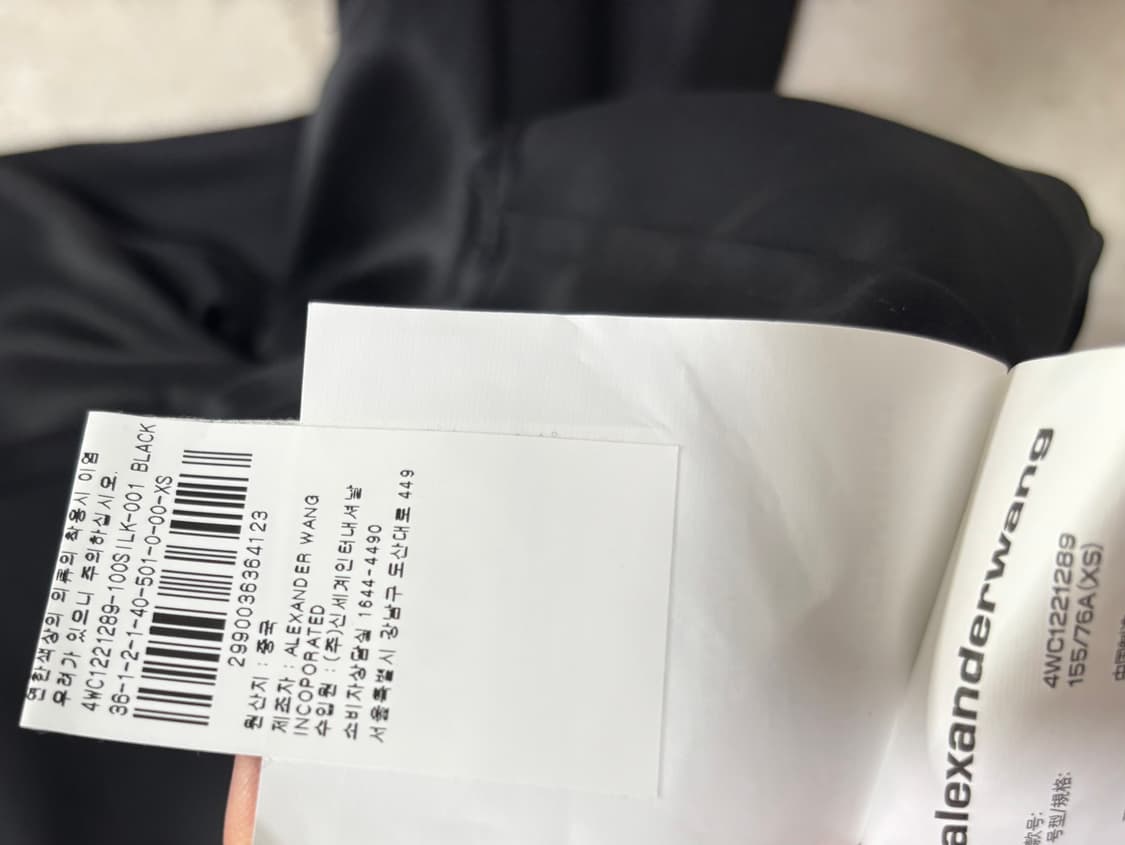 연한색상의 의류의 착용시 이염
우려가 있으니 주의하십시오.
4WC1221289-100SILK-001 BLACK
36-1-2-1-40-501-0-00-XS
2990036364123
원산지 : 중국
제조자 : ALEXANDER WANG
INCOPORATED
수입원 : (주)신세계인터내셔날
소비자상담실 1644-4490
서울특별시 강남구 도산대로 449
alexanderwang
款号: 4WC1221289
号型/规格: 155/76A(XS)